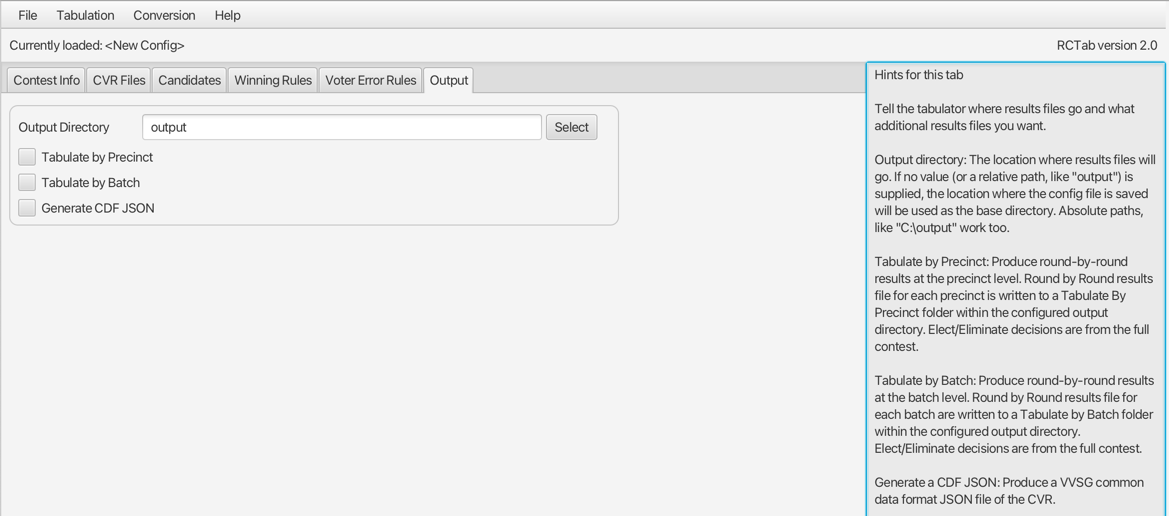 File Tabulation Conversion Help
Currently loaded: <New Config> RCTab version 2.0
Contest Info CVR Files Candidates Winning Rules Voter Error Rules Output
Output Directory output Select
Tabulate by Precinct
Tabulate by Batch
Generate CDF JSON
Hints for this tab
Tell the tabulator where results files go and what
additional results files you want.
Output directory: The location where results files will
go. If no value (or a relative path, like "output") is
supplied, the location where the config file is saved
will be used as the base directory. Absolute paths,
like "C:\output" work too.
Tabulate by Precinct: Produce round-by-round
results at the precinct level. Round by Round results
file for each precinct is written to a Tabulate By
Precinct folder within the configured output
directory. Elect/Eliminate decisions are from the full
contest.
Tabulate by Batch: Produce round-by-round results
at the batch level. Round by Round results file for
each batch are written to a Tabulate by Batch folder
within the configured output directory.
Elect/Eliminate decisions are from the full contest.
Generate a CDF JSON: Produce a VVSG common
data format JSON file of the CVR.